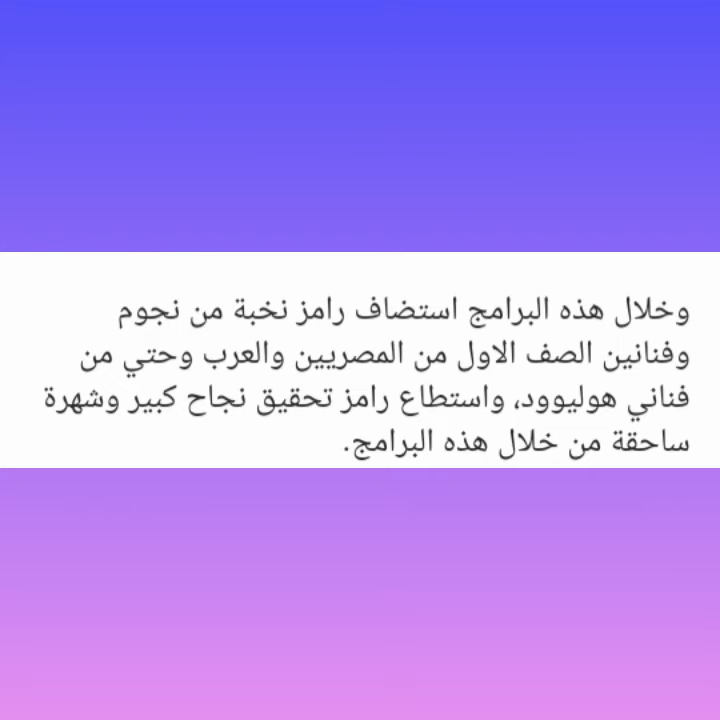 وخلال هذه البرامج استضاف رامز نخبة من نجوم
وفنانين الصف الاول من المصريين والعرب وحتي من
فناني هوليوود، واستطاع رامز تحقيق نجاح كبير وشهرة
ساحقة من خلال هذه البرامج.